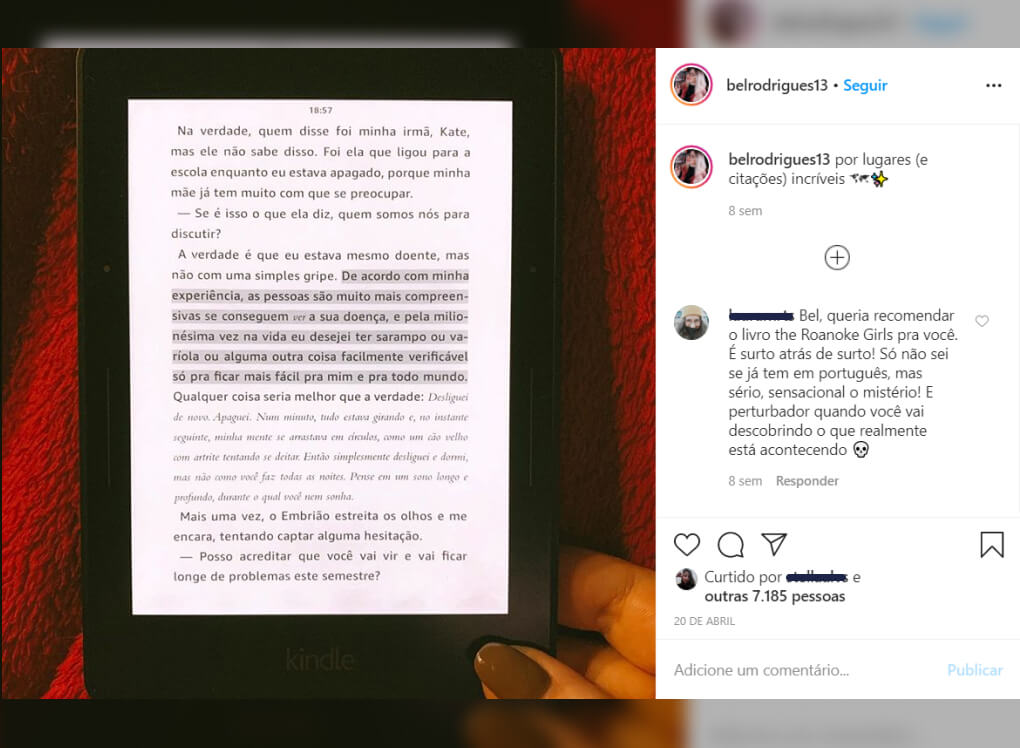 18:57
Na verdade, quem disse foi minha irmã, Kate,
mas ele não sabe disso. Foi ela que ligou para a
escola enquanto eu estava apagado, porque minha
mãe já tem muito com que se preocupar.
— Se é isso o que ela diz, quem somos nós para
discutir?
A verdade é que eu estava mesmo doente, mas
não com uma simples gripe. De acordo com minha
experiência, as pessoas são muito mais compreen-
sivas se conseguem ver a sua doença, e pela milio-
nésima vez na vida eu desejei ter sarampo ou va-
ríola ou alguma outra coisa facilmente verificável
só pra ficar mais fácil pra mim e pra todo mundo.
Qualquer coisa seria melhor que a verdade: Desliguei
de novo. Apaguei. Num minuto, tudo estava girando e, no instante
seguinte, minha mente se arrastava em círculos, como um cão velho
com artrite tentando se deitar. Então simplesmente desliguei e dormi,
mas não como você faz todas as noites. Pense em um sono longo e
profundo, durante o qual você nem sonha.
Mais uma vez, o Embrião estreita os olhos e me
encara, tentando captar alguma hesitação.
— Posso acreditar que você vai vir e vai ficar
longe de problemas este semestre?
kindle
belrodrigues13 • Seguir
belrodrigues13 por lugares (e
citações) incríveis
8 sem
Bel, queria recomendar
o livro the Roanoke Girls pra você.
É surto atrás de surto! Só não sei
se já tem em português, mas
sério, sensacional o mistério! E
perturbador quando você vai
descobrindo o que realmente
está acontecendo
8 sem Responder
Curtido por e
outras 7.185 pessoas
20 DE ABRIL
Adicione um comentário... Publicar